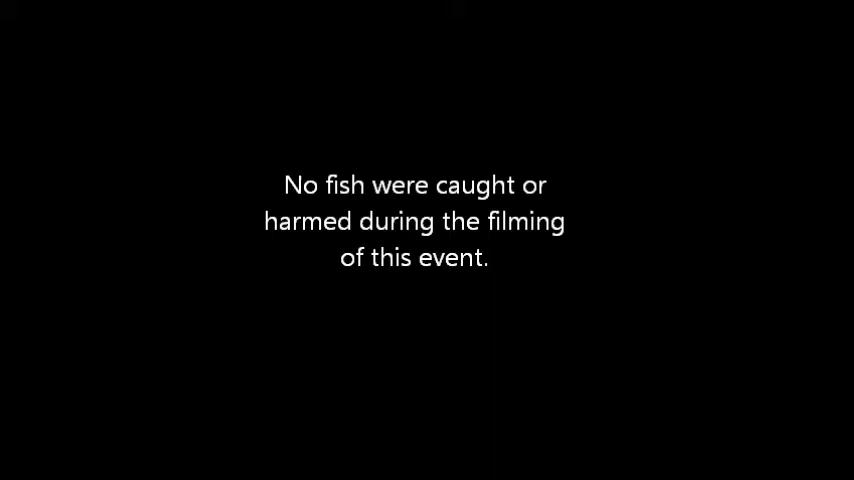 No fish were caught or
harmed during the filming
of this event.